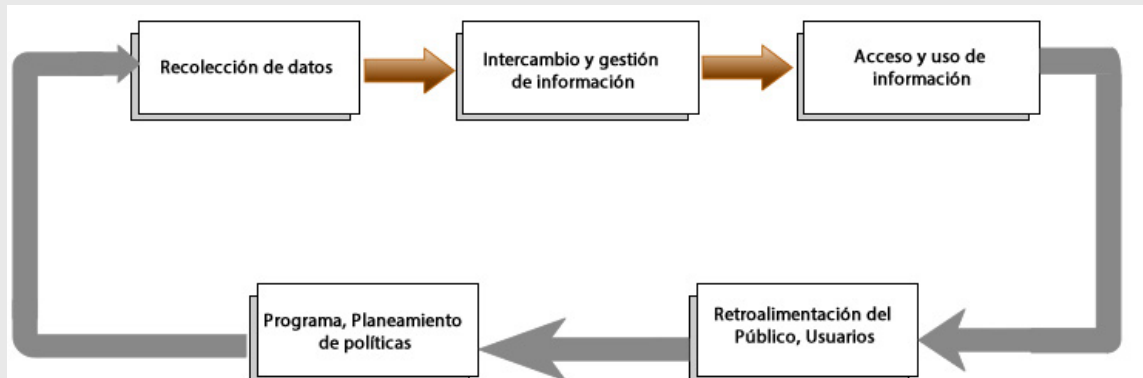 Recolección de datos
Intercambio y gestión
de información
Acceso y uso de
información
Retroalimentación del
Público, Usuarios
Programa, Planeamiento
de políticas